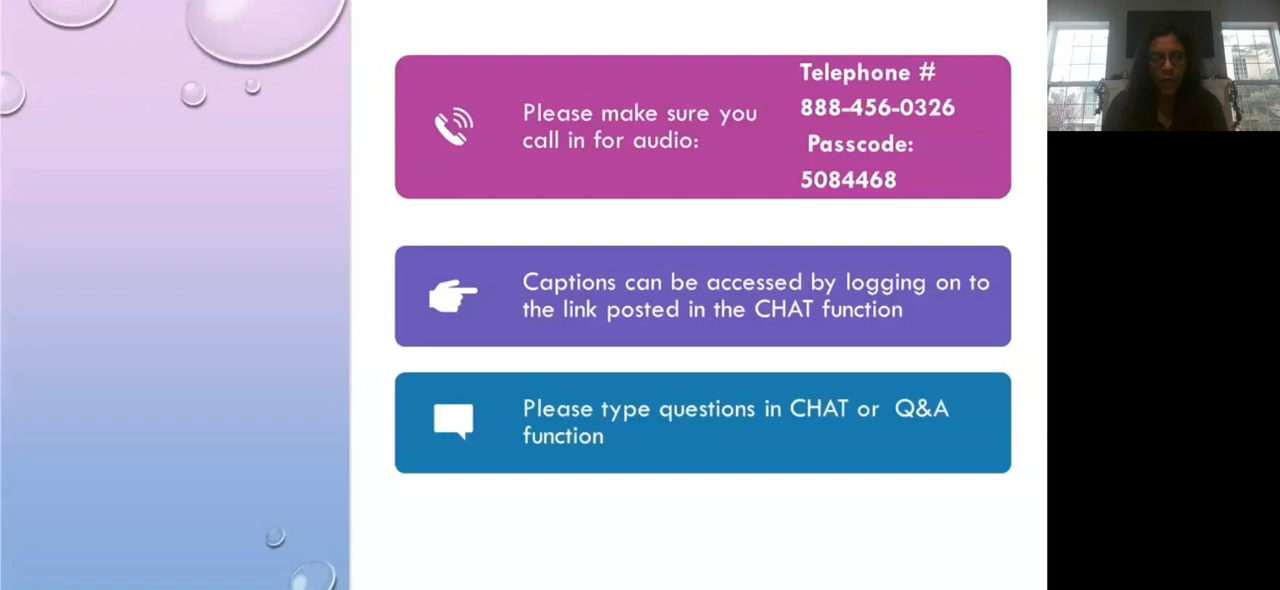 Please make sure you
call in for audio:
Telephone #
888-456-0326
Passcode:
5084468
Captions can be accessed by logging on to
the link posted in the CHAT function
Please type questions in CHAT or Q&A
function